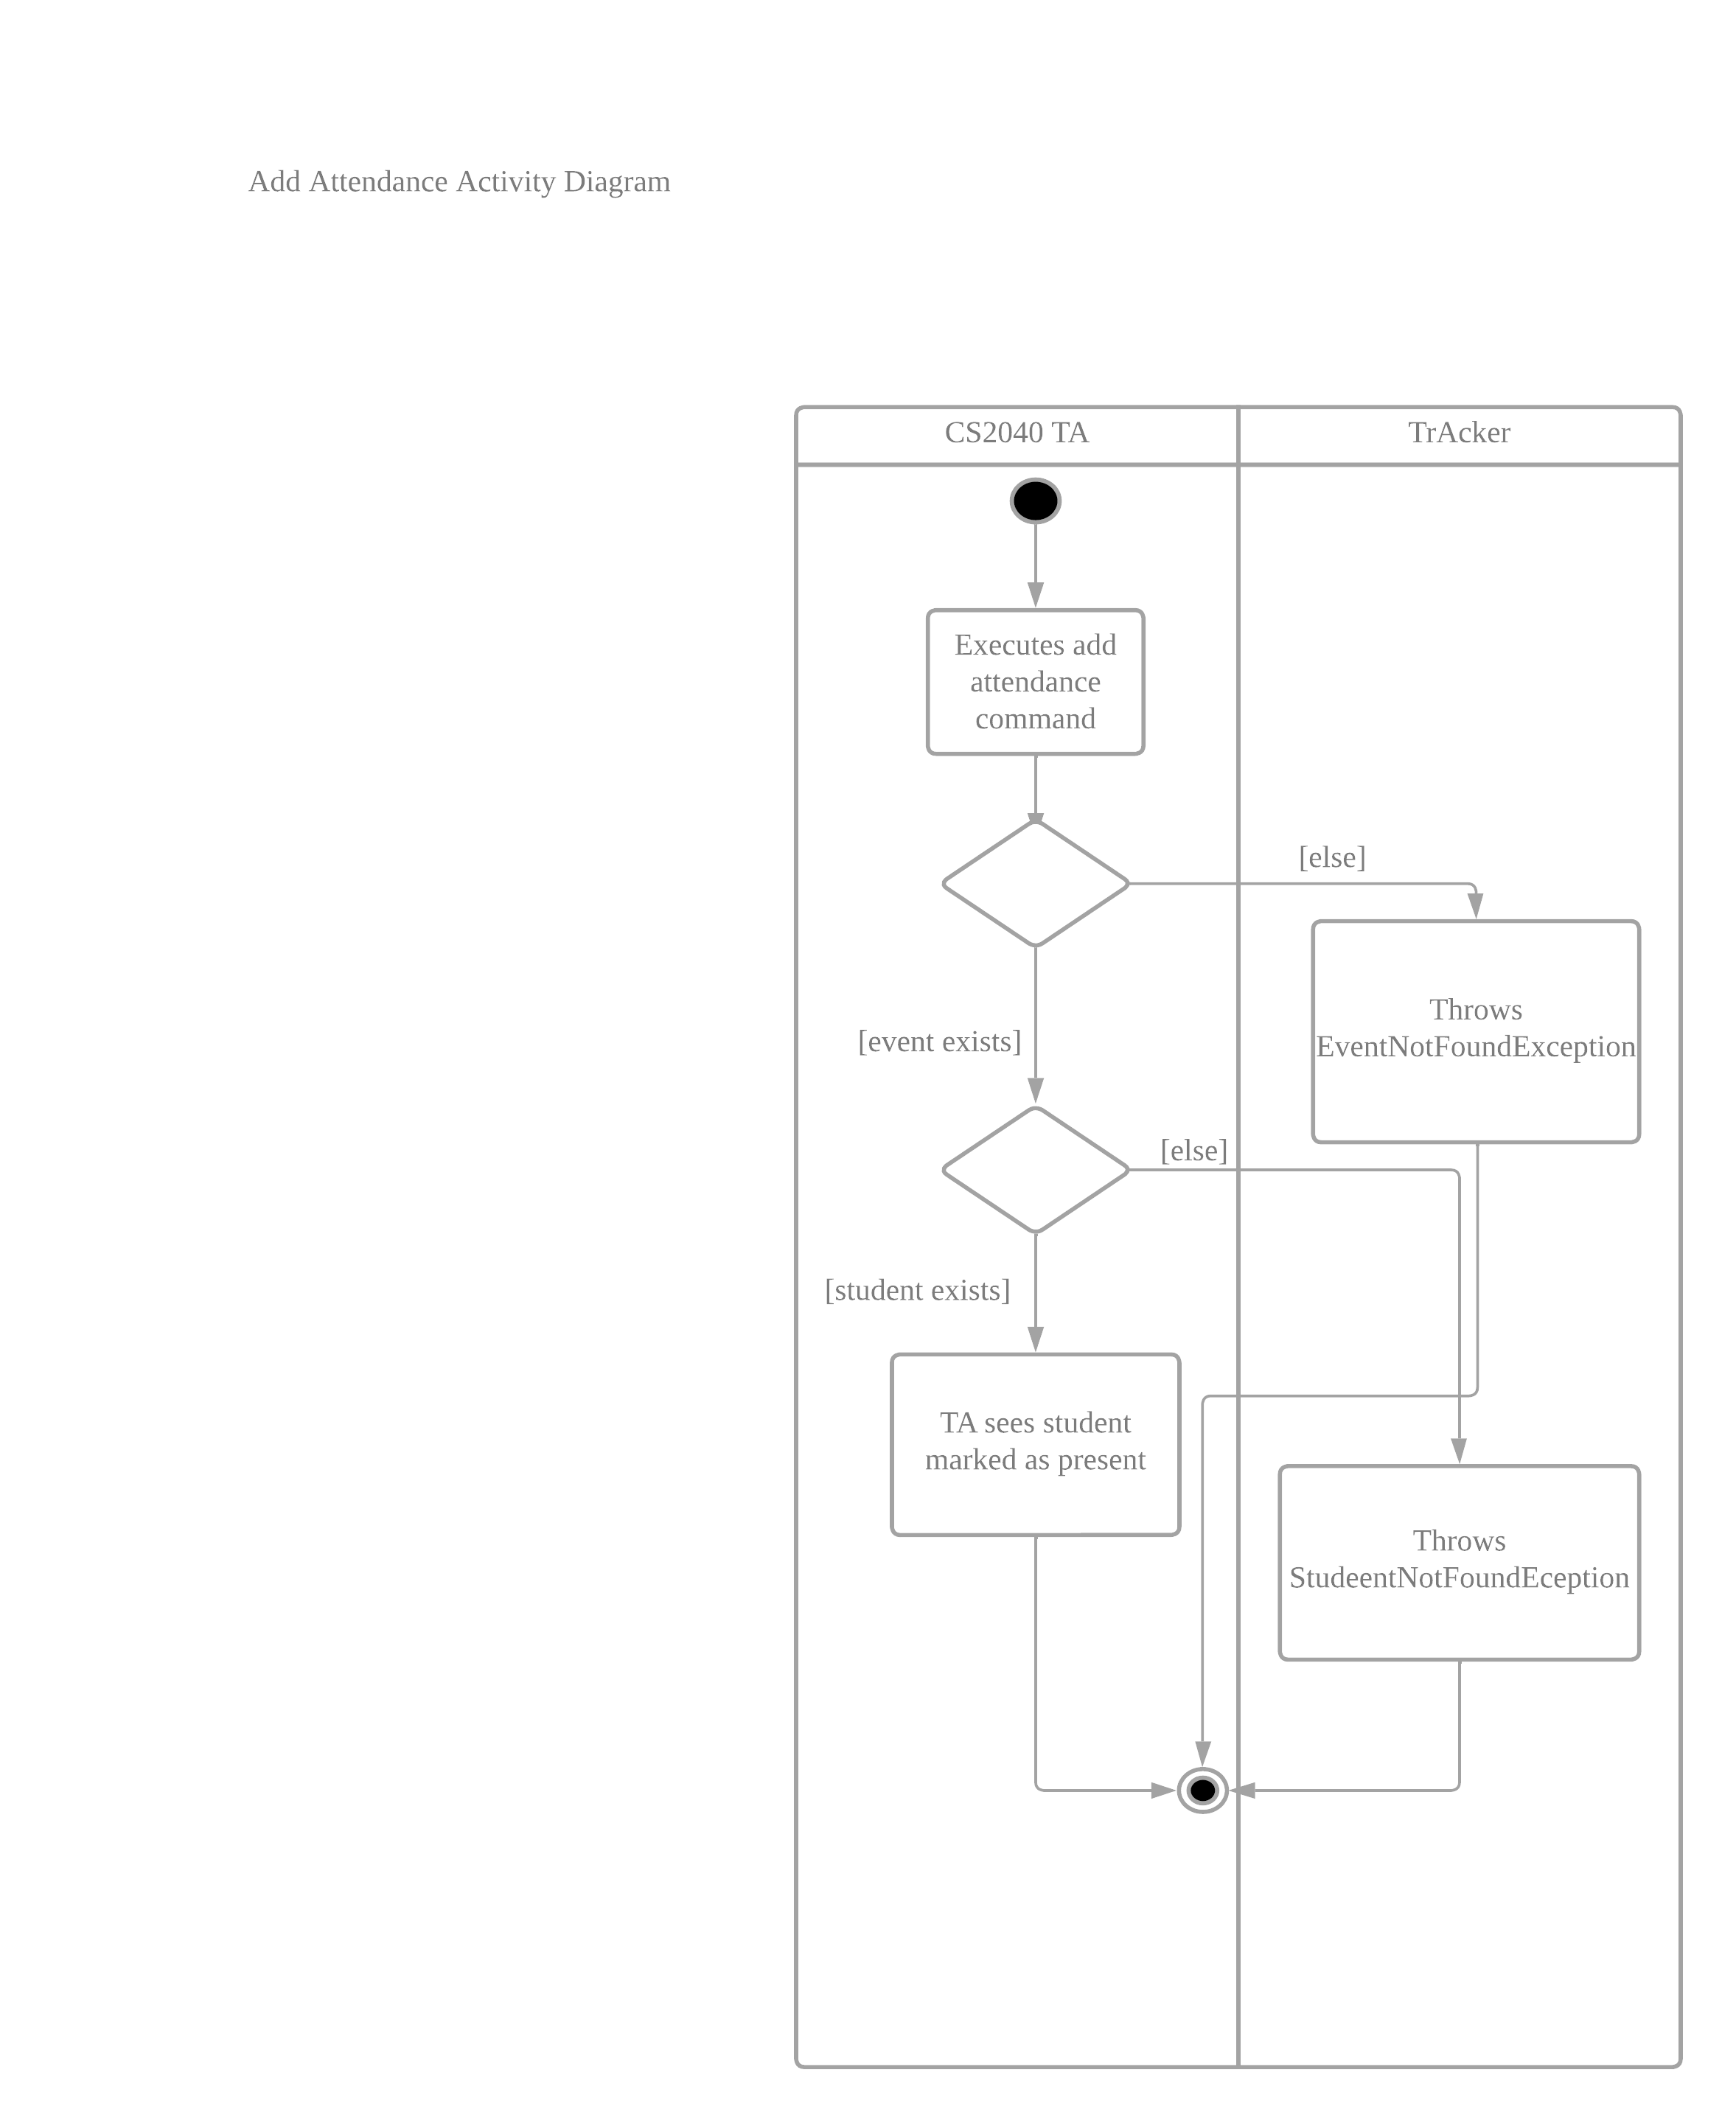 Add Attendance Activity Diagram
CS2040 TA
TrAcker
Executes add
attendance
command
[else]
[event exists]
Throws
EventNotFoundException
[else]
[student exists]
TA sees student
marked as present
Throws
StudeentNotFoundEception